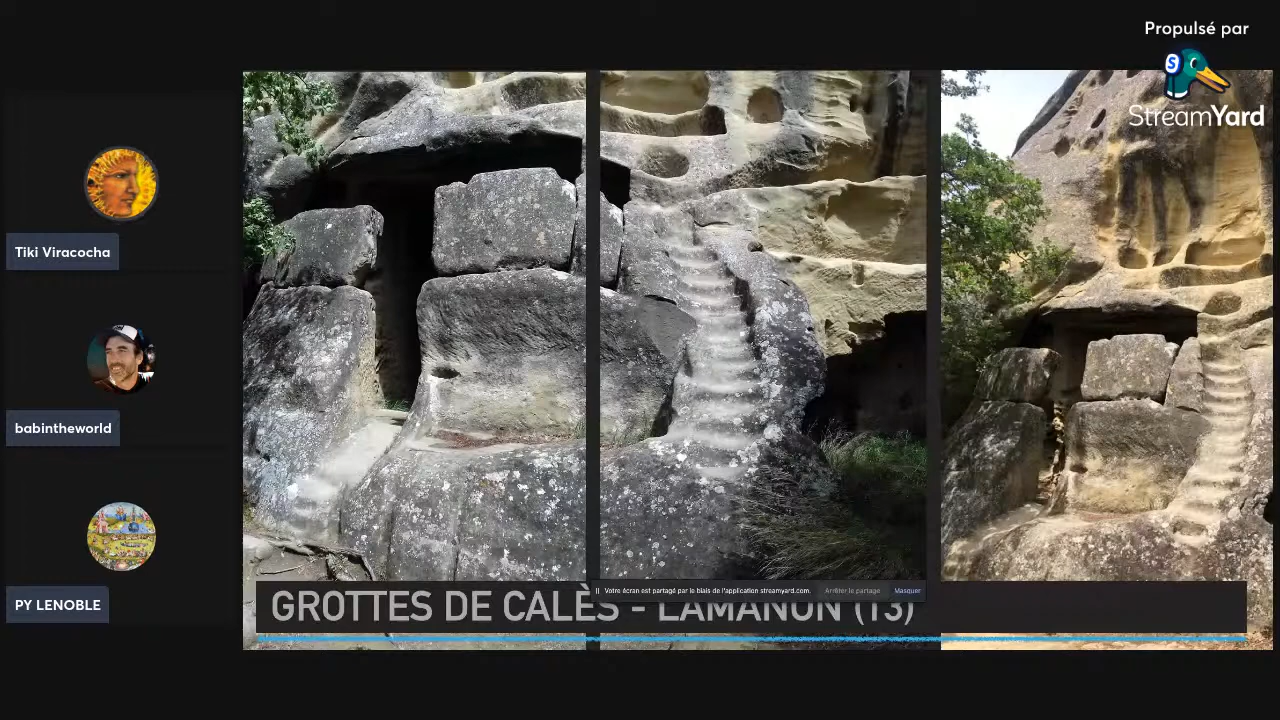 Propulsé par
StreamYard
Tiki Viracocha
babintheworld
PY LENOBLE
Votre écran est partagé par le biais de l'application streamyard.com. Arrêter le partage Masquer
GROTTES DE CALÈS - LAMANON (13)